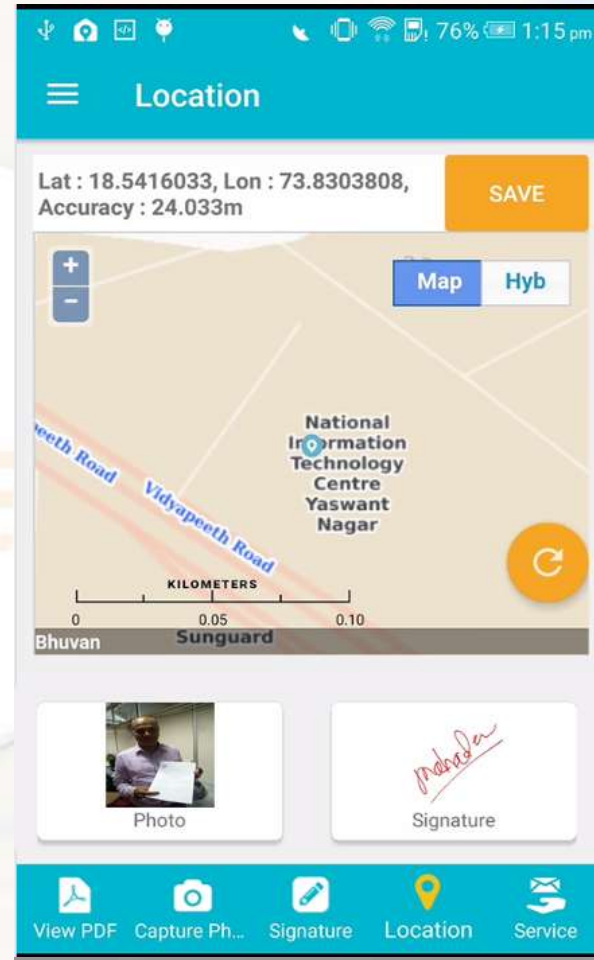 76% 1:15 pm
Location
Lat : 18.5416033, Lon : 73.8303808,
Accuracy : 24.033m
SAVE
+
−
Map Hyb
National
Information
Technology
Centre
Yaswant
Nagar
peeth Road
Vidyapeeth Road
KILOMETERS
0 0.05 0.10
Bhuvan
Sunguard
Photo
Signature
View PDF Capture Ph... Signature Location Service